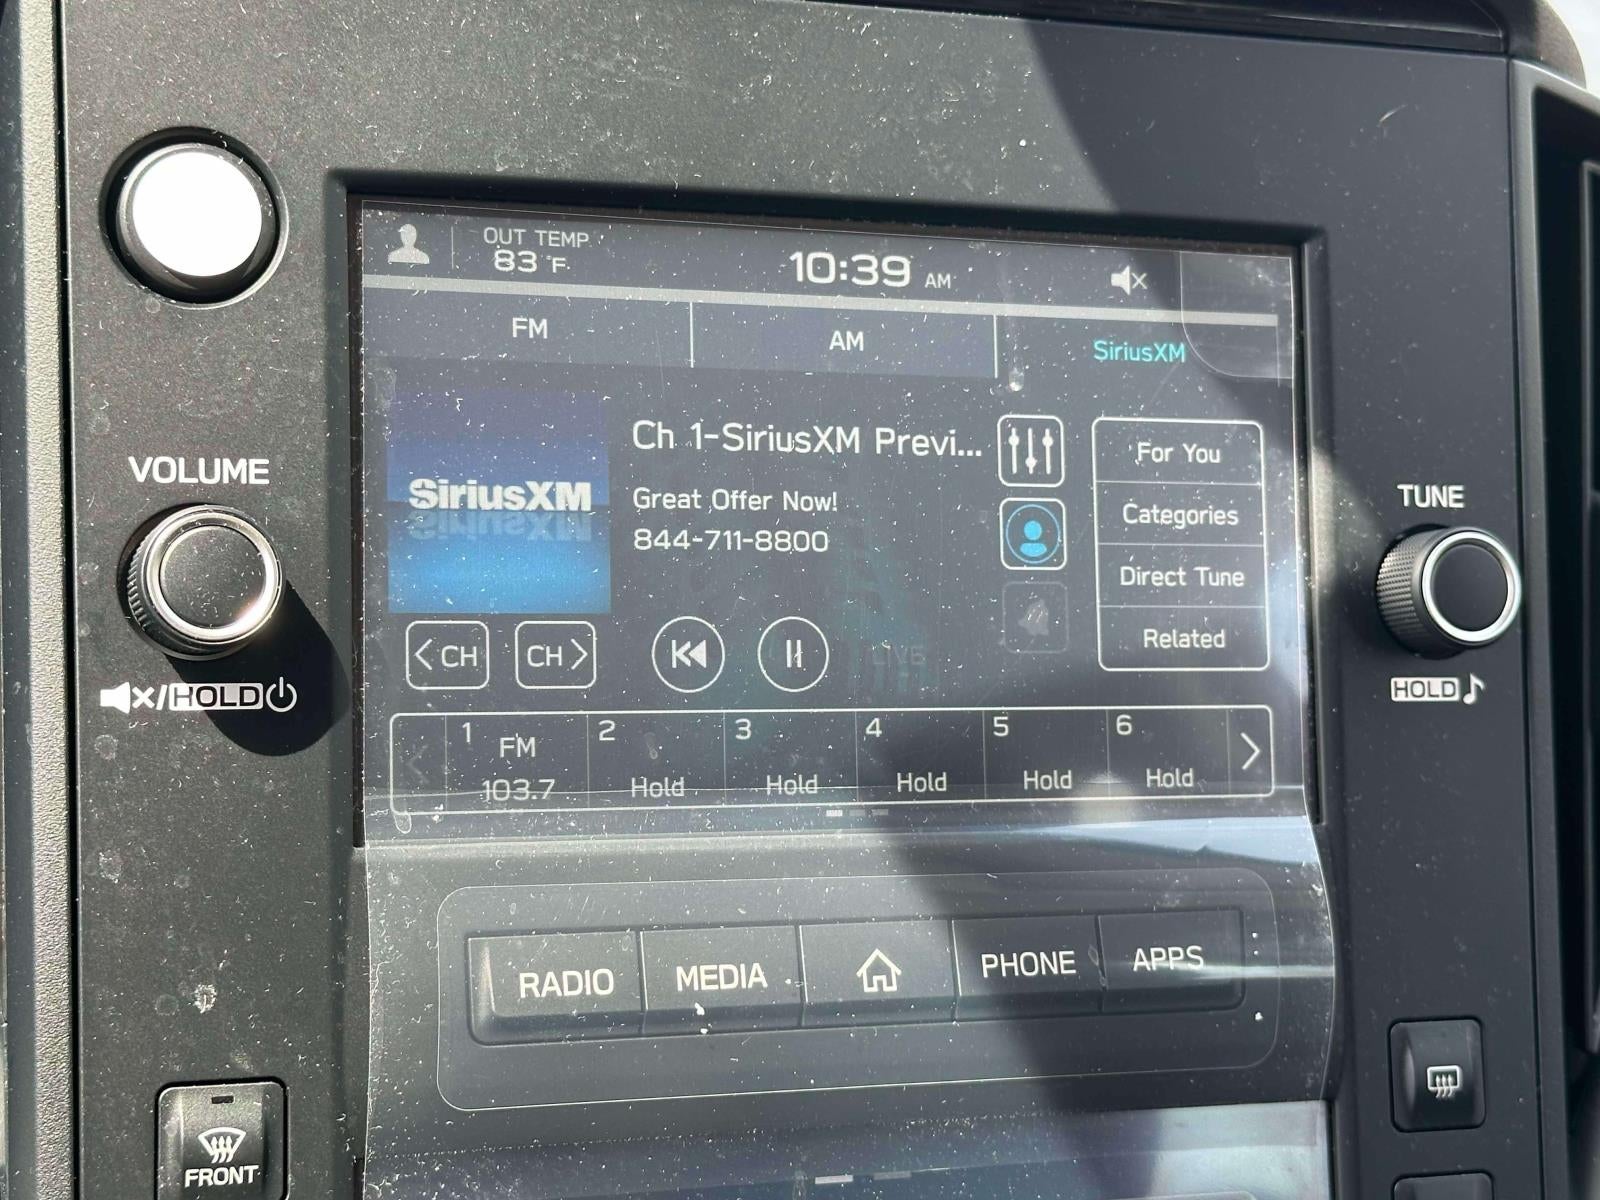 OUT TEMP
83 °F
10:39 AM
FM
AM
SiriusXM
Ch 1-SiriusXM Previ...
SiriusXM
Great Offer Now!
844-711-8800
For You
Categories
Direct Tune
Related
<CH
CH>
LIVE
1 FM 103.7
2 Hold
3 Hold
4 Hold
5 Hold
6 Hold
VOLUME
HOLD
TUNE
HOLD
RADIO
MEDIA
PHONE
APPS
FRONT